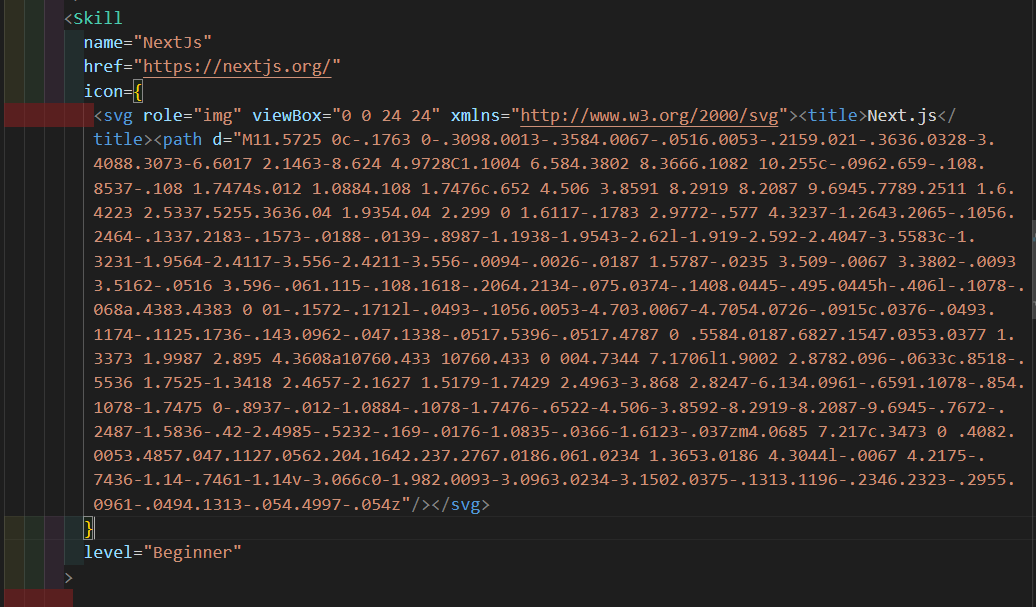 <Skill
name="NextJs"
href="https://nextjs.org/"
icon={
<svg role="img" viewBox="0 0 24 24" xmlns="http://www.w3.org/2000/svg"><title>Next.js</
title><path d="M11.5725 0c-.1763 0-.3098.0013-.3584.0067-.0516.0053-.2159.021-.3636.0328-3.
4088.3073-6.6017 2.1463-8.624 4.9728C1.1004 6.584.3802 8.3666.1082 10.255c-.0962.659-.108.
8537-.108 1.7474s.012 1.0884.108 1.7476c.652 4.506 3.8591 8.2919 8.2087 9.6945.7789.2511 1.6.
4223 2.5337.5255.3636.04 1.9354.04 2.299 0 1.6117-.1783 2.9772-.577 4.3237-1.2643.2065-.1056.
2464-.1337.2183-.1573-.0188-.0139-.8987-1.1938-1.9543-2.62l-1.919-2.592-2.4047-3.5583c-1.
3231-1.9564-2.4117-3.556-2.4211-3.556-.0094-.0026-.0187 1.5787-.0235 3.509-.0067 3.3802-.0093
3.5162-.0516 3.596-.061.115-.108.1618-.2064.2134-.075.0374-.1408.0445-.495.0445h-.406l-.1078-.
068a.4383.4383 0 01-.1572-.1712l-.0493-.1056.0053-4.703.0067-4.7054.0726-.0915c.0376-.0493.
1174-.1125.1736-.143.0962-.047.1338-.0517.5396-.0517.4787 0 .5584.0187.6827.1547.0353.0377 1.
3373 1.9987 2.895 4.3608a10760.433 10760.433 0 004.7344 7.1706l1.9002 2.8782.096-.0633c.8518-.
5536 1.7525-1.3418 2.4657-2.1627 1.5179-1.7429 2.4963-3.868 2.8247-6.134.0961-.6591.1078-.854.
1078-1.7475 0-.8937-.012-1.0884-.1078-1.7476-.6522-4.506-3.8592-8.2919-8.2087-9.6945-.7672-.
2487-1.5836-.42-2.4985-.5232-.169-.0176-1.0835-.0366-1.6123-.037zm4.0685 7.217c.3473 0 .4082.
0053.4857.047.1127.0562.204.1642.237.2767.0186.061.0234 1.3653.0186 4.3044l-.0067 4.2175-.
7436-1.14-.7461-1.14v-3.066c0-1.982.0093-3.0963.0234-3.1502.0375-.1313.1196-.2346.2323-.2955.
0961-.0494.1313-.054.4997-.054z"/></svg>
}
level="Beginner"
>